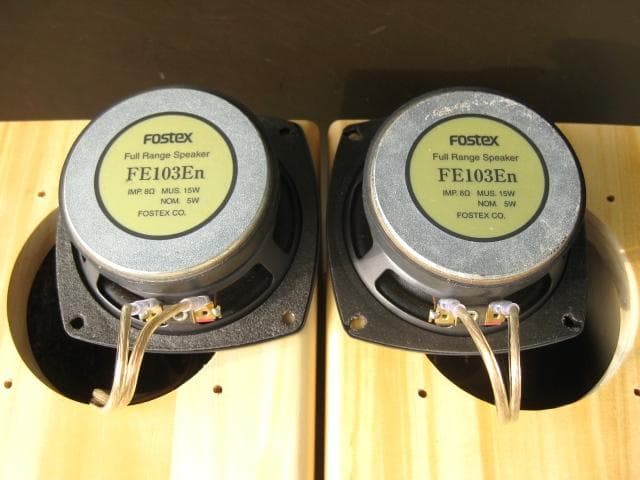 Fostex
Full Range Speaker
FE103En
IMP. 8Ω MUS. 15W
NOM. 5W
FOSTEX CO.
Fostex
Full Range Speaker
FE103En
IMP. 8Ω MUS. 15W
NOM. 5W
FOSTEX CO.